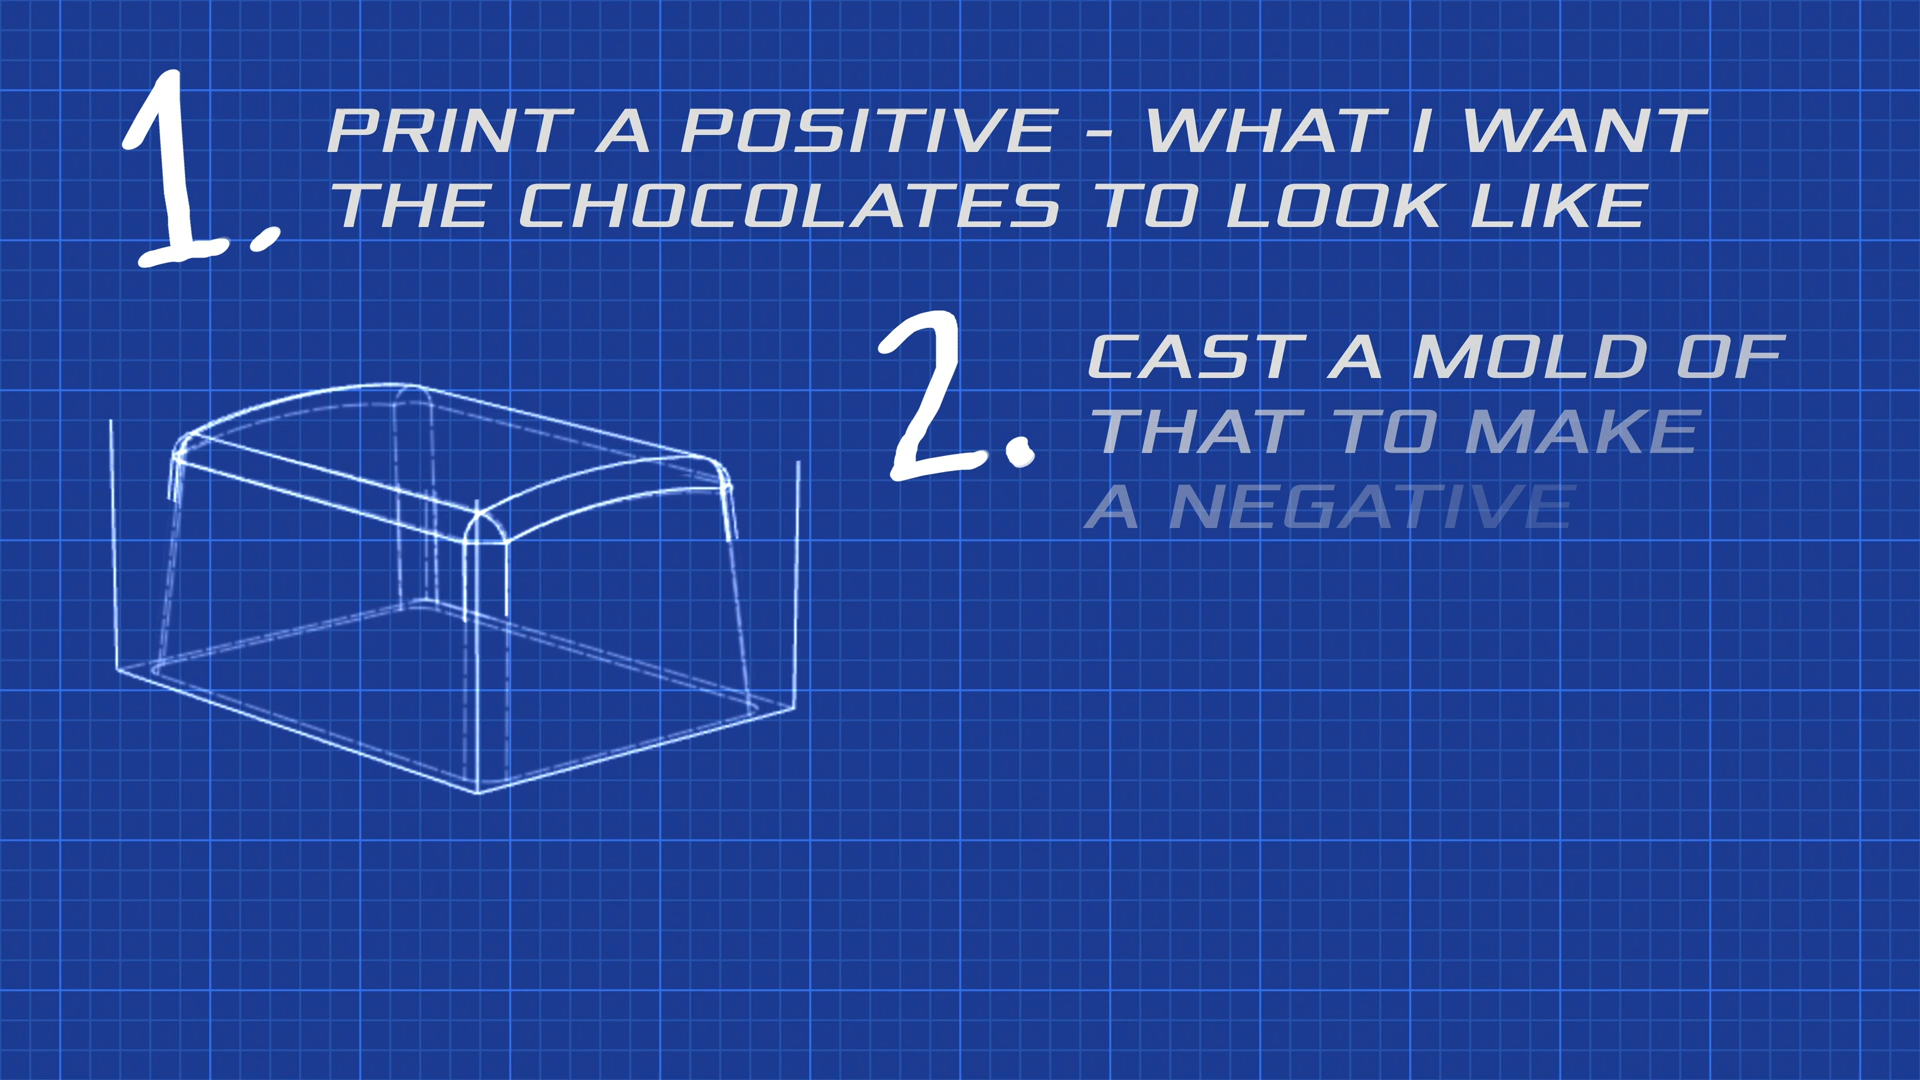 1. PRINT A POSITIVE - WHAT I WANT
THE CHOCOLATES TO LOOK LIKE
2. CAST A MOLD OF
THAT TO MAKE
A NEGATIVE